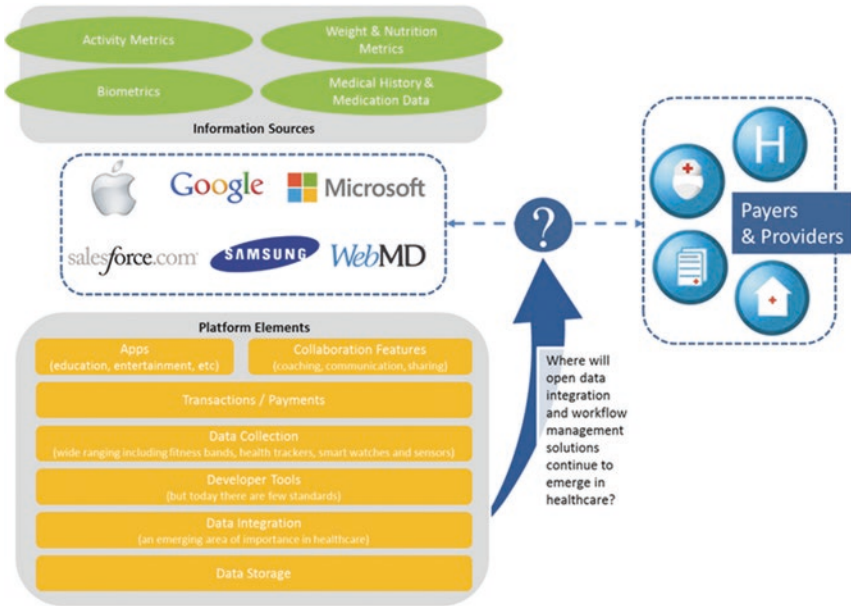 Activity Metrics
Weight & Nutrition
Metrics
Biometrics
Medical History &
Medication Data
Information Sources
Google
Microsoft
salesforce.com
SAMSUNG
WebMD
?
H
Payers
& Providers
Platform Elements
Apps
(education, entertainment, etc)
Collaboration Features
(coaching, communication, sharing)
Transactions / Payments
Data Collection
(wide ranging including fitness bands, health trackers, smart watches and sensors)
Developer Tools
(but today there are few standards)
Data Integration
(an emerging area of importance in healthcare)
Data Storage
Where will
open data
integration
and workflow
management
solutions
continue to
emerge in
healthcare?